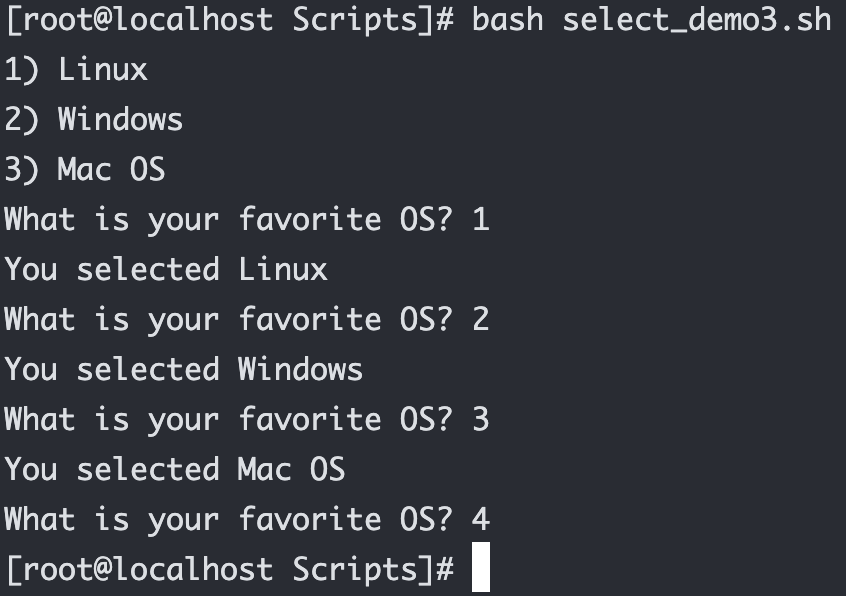 [root@localhost Scripts]# bash select_demo3.sh
1) Linux
2) Windows
3) Mac OS
What is your favorite OS? 1
You selected Linux
What is your favorite OS? 2
You selected Windows
What is your favorite OS? 3
You selected Mac OS
What is your favorite OS? 4
[root@localhost Scripts]#